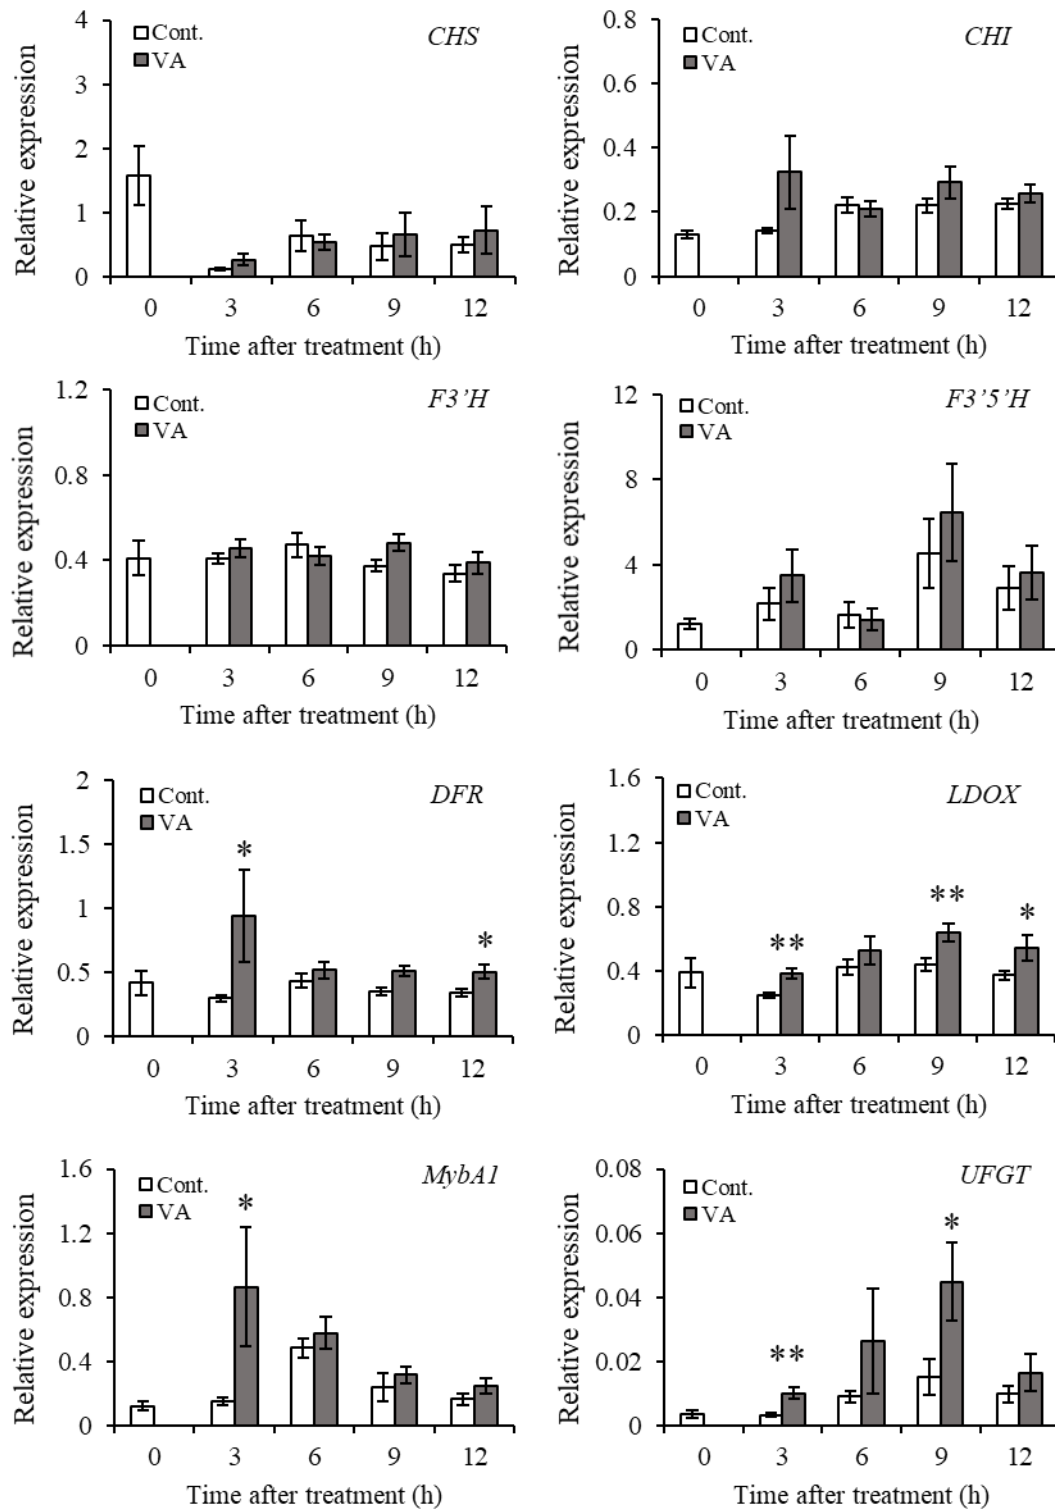 CHS
Cont.
VA
Relative expression
4
3
2
1
0
0 3 6 9 12
Time after treatment (h)
CHI
Cont.
VA
Relative expression
0.8
0.6
0.4
0.2
0
0 3 6 9 12
Time after treatment (h)
F3’H
Cont.
VA
Relative expression
1.2
0.8
0.4
0
0 3 6 9 12
Time after treatment (h)
F3’5’H
Cont.
VA
Relative expression
12
8
4
0
0 3 6 9 12
Time after treatment (h)
DFR
Cont.
VA
Relative expression
2
1.5
1
0.5
0
*
*
0 3 6 9 12
Time after treatment (h)
LDOX
Cont.
VA
Relative expression
1.6
1.2
0.8
0.4
0
**
**
*
0 3 6 9 12
Time after treatment (h)
MybA1
Cont.
VA
Relative expression
1.6
1.2
0.8
0.4
0
*
0 3 6 9 12
Time after treatment (h)
UFGT
Cont.
VA
Relative expression
0.08
0.06
0.04
0.02
0
**
*
0 3 6 9 12
Time after treatment (h)